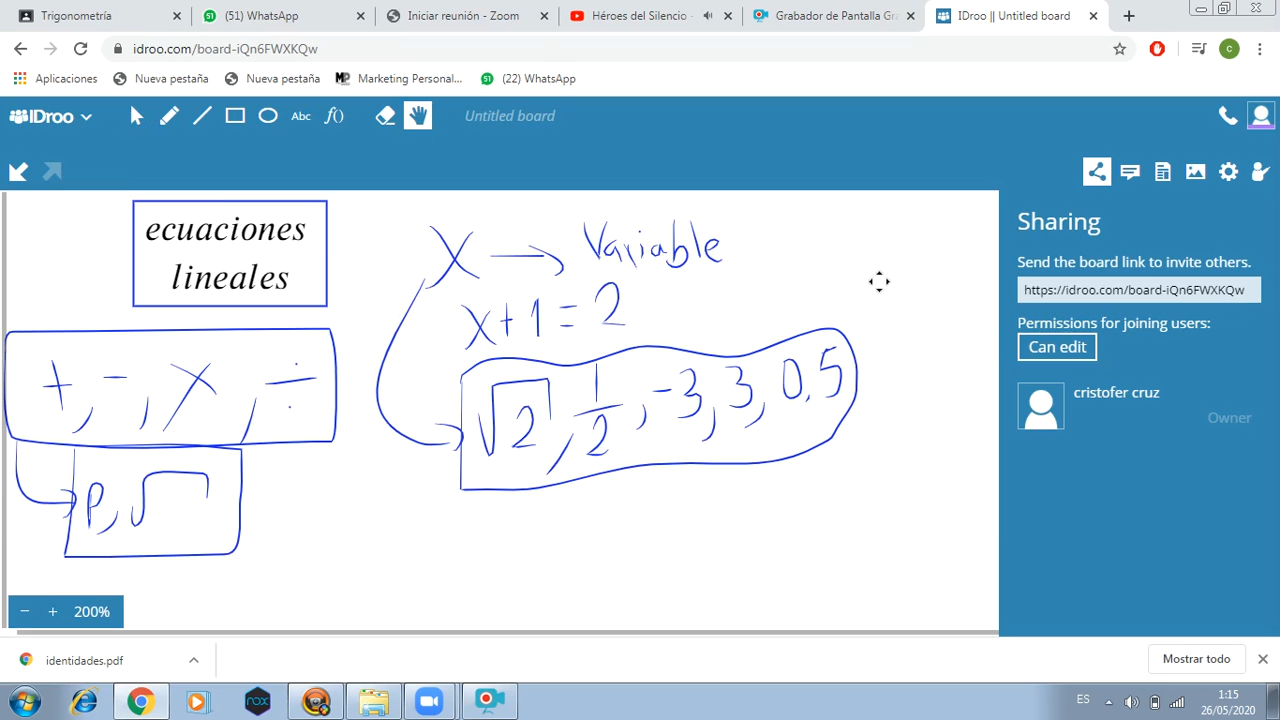 Trigonometría
(511) WhatsApp
Iniciar reunión - Zoom
Héroes del Silencio -
Grabador de Pantalla Gra
IDroo || Untitled board
idroo.com/board-iQn6FWXKQw
c
Aplicaciones
Nueva pestaña
Nueva pestaña
MP Marketing Personal...
(22) WhatsApp
IDroo
Abc
f()
Untitled board
ecuaciones
lineales
x → Variable
x+1=2
+, -, x, ÷
√2, 1/2, -3, 3, 0,5
p, √
Sharing
Send the board link to invite others.
https://idroo.com/board-iQn6FWXKQw
Permissions for joining users:
Can edit
cristofer cruz
Owner
- + 200%
identidades.pdf
Mostrar todo
nox
ES
1:15
26/05/2020